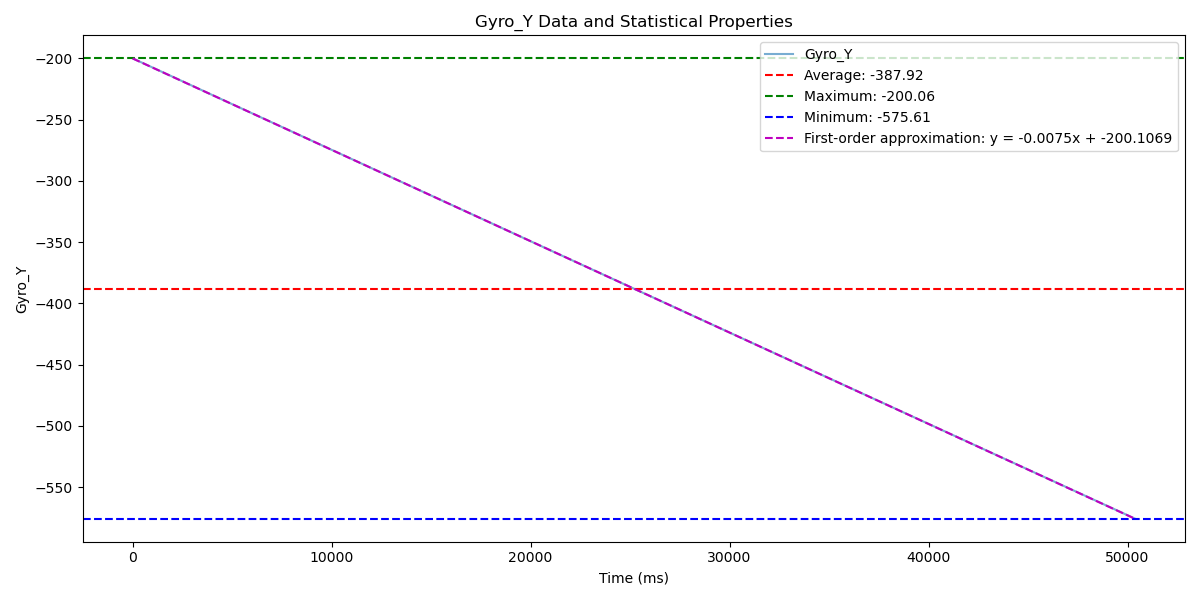 Gyro_Y Data and Statistical Properties
Gyro_Y
Average: -387.92
Maximum: -200.06
Minimum: -575.61
First-order approximation: y = -0.0075x + -200.1069
Gyro_Y
−200
−250
−300
−350
−400
−450
−500
−550
0 10000 20000 30000 40000 50000
Time (ms)